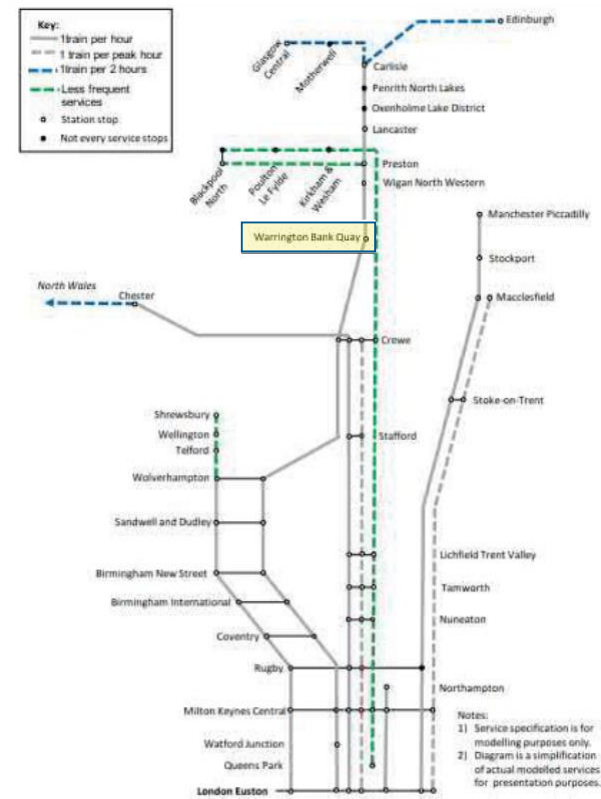 Key:
1train per hour
1 train per peak hour
1train per 2 hours
Less frequent
services
Station stop
Not every service stops
Edinburgh
Glasgow
Central
Motherwell
Carlisle
Penrith North Lakes
Oxenholme Lake District
Lancaster
Preston
Blackpool
North
Poulton
Le Fylde
Kirkham &
Wesham
Wigan North Western
Manchester Piccadilly
Warrington Bank Quay
Stockport
North Wales
Chester
Macclesfield
Crewe
Stoke-on-Trent
Shrewsbury
Wellington
Telford
Stafford
Wolverhampton
Sandwell and Dudley
Lichfield Trent Valley
Birmingham New Street
Tamworth
Birmingham International
Nuneaton
Coventry
Rugby
Northampton
Milton Keynes Central
Watford Junction
Queens Park
London Euston
Notes:
1) Service specification is for
modelling purposes only.
2) Diagram is a simplification
of actual modelled services
for presentation purposes.